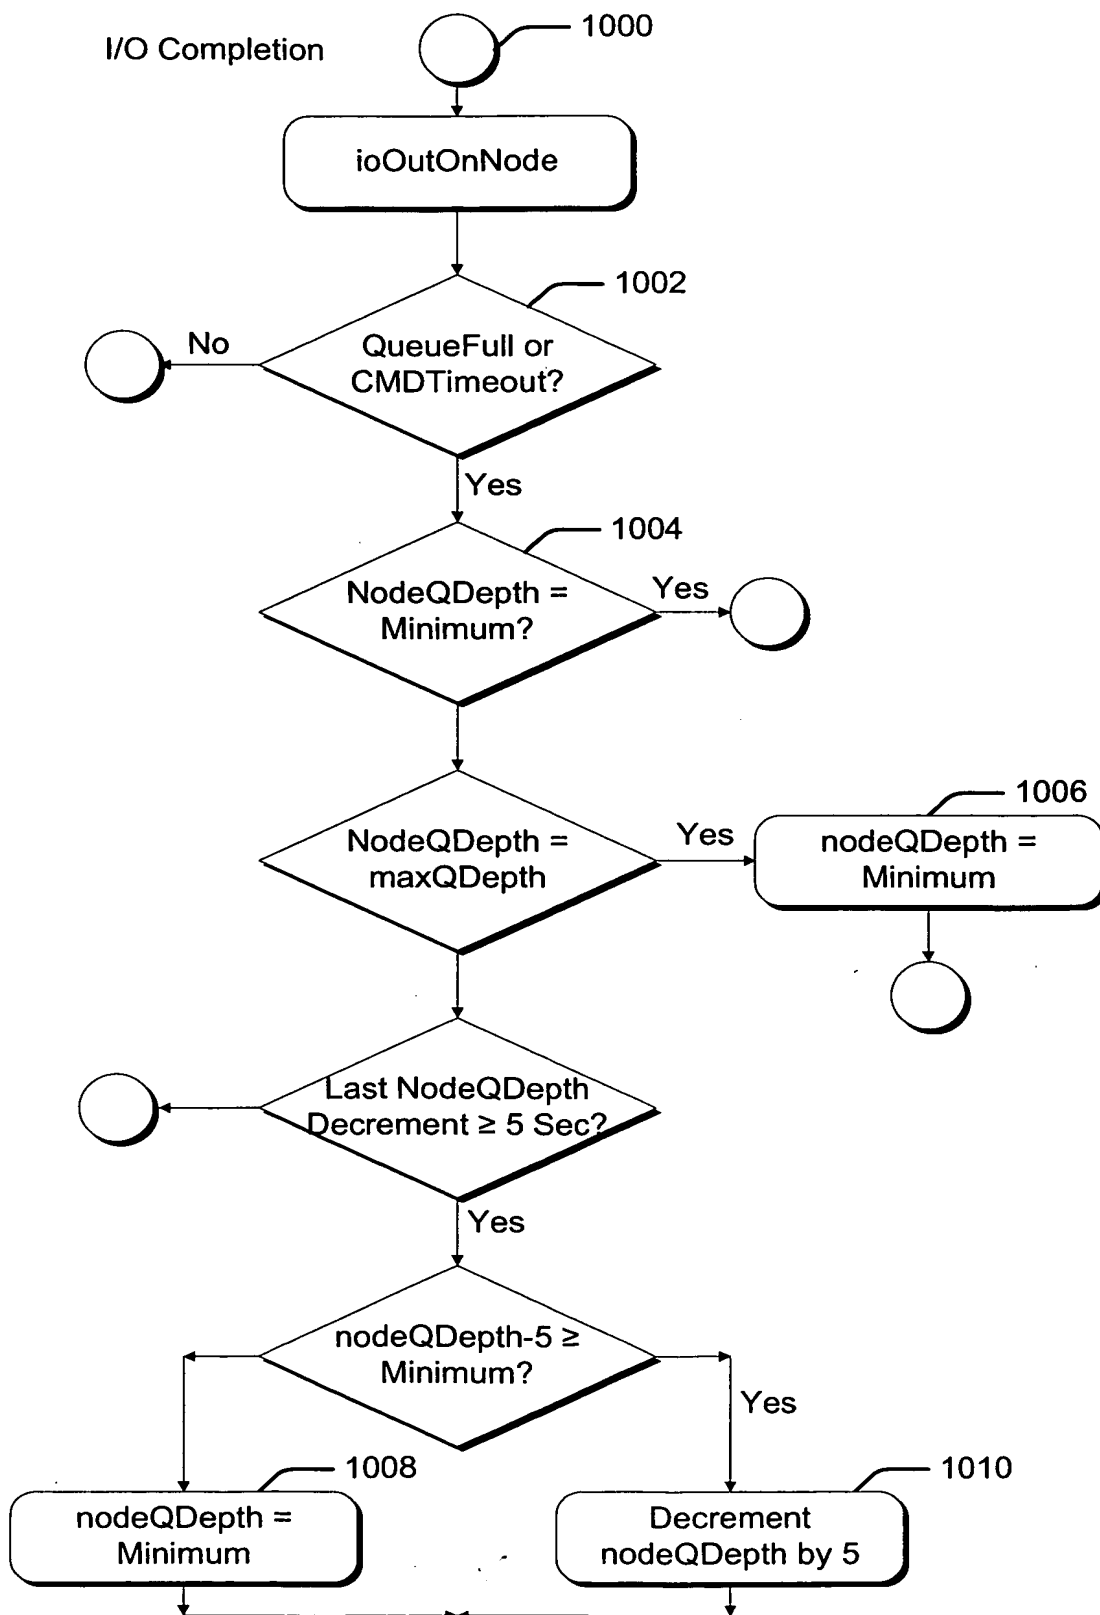 I/O Completion
1000
ioOutOnNode
1002
QueueFull or
CMDTimeout?
No
Yes
1004
NodeQDepth =
Minimum?
Yes
1006
NodeQDepth =
maxQDepth
Yes
nodeQDepth =
Minimum
Last NodeQDepth
Decrement ≥ 5 Sec?
Yes
nodeQDepth-5 ≥
Minimum?
Yes
1008
nodeQDepth =
Minimum
1010
Decrement
nodeQDepth by 5